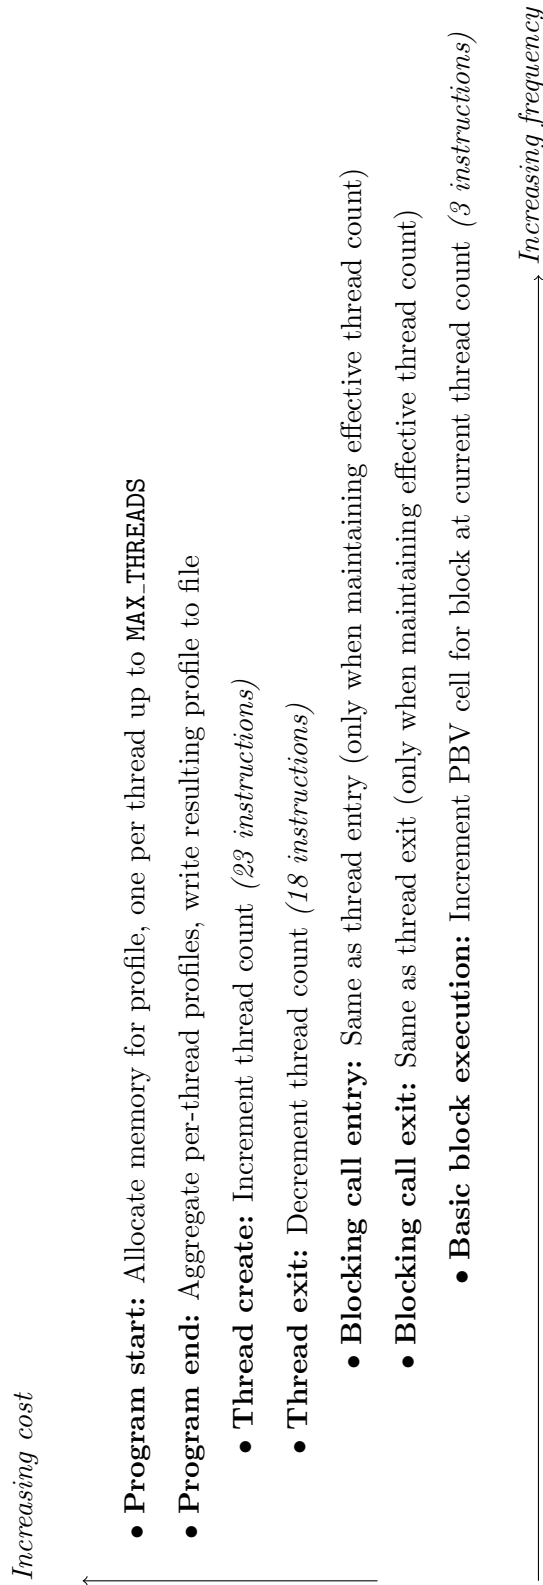 Increasing cost
• Program start: Allocate memory for profile, one per thread up to MAX_THREADS
• Program end: Aggregate per-thread profiles, write resulting profile to file
• Thread create: Increment thread count (23 instructions)
• Thread exit: Decrement thread count (18 instructions)
• Blocking call entry: Same as thread entry (only when maintaining effective thread count)
• Blocking call exit: Same as thread exit (only when maintaining effective thread count)
• Basic block execution: Increment PBV cell for block at current thread count (3 instructions)
Increasing frequency